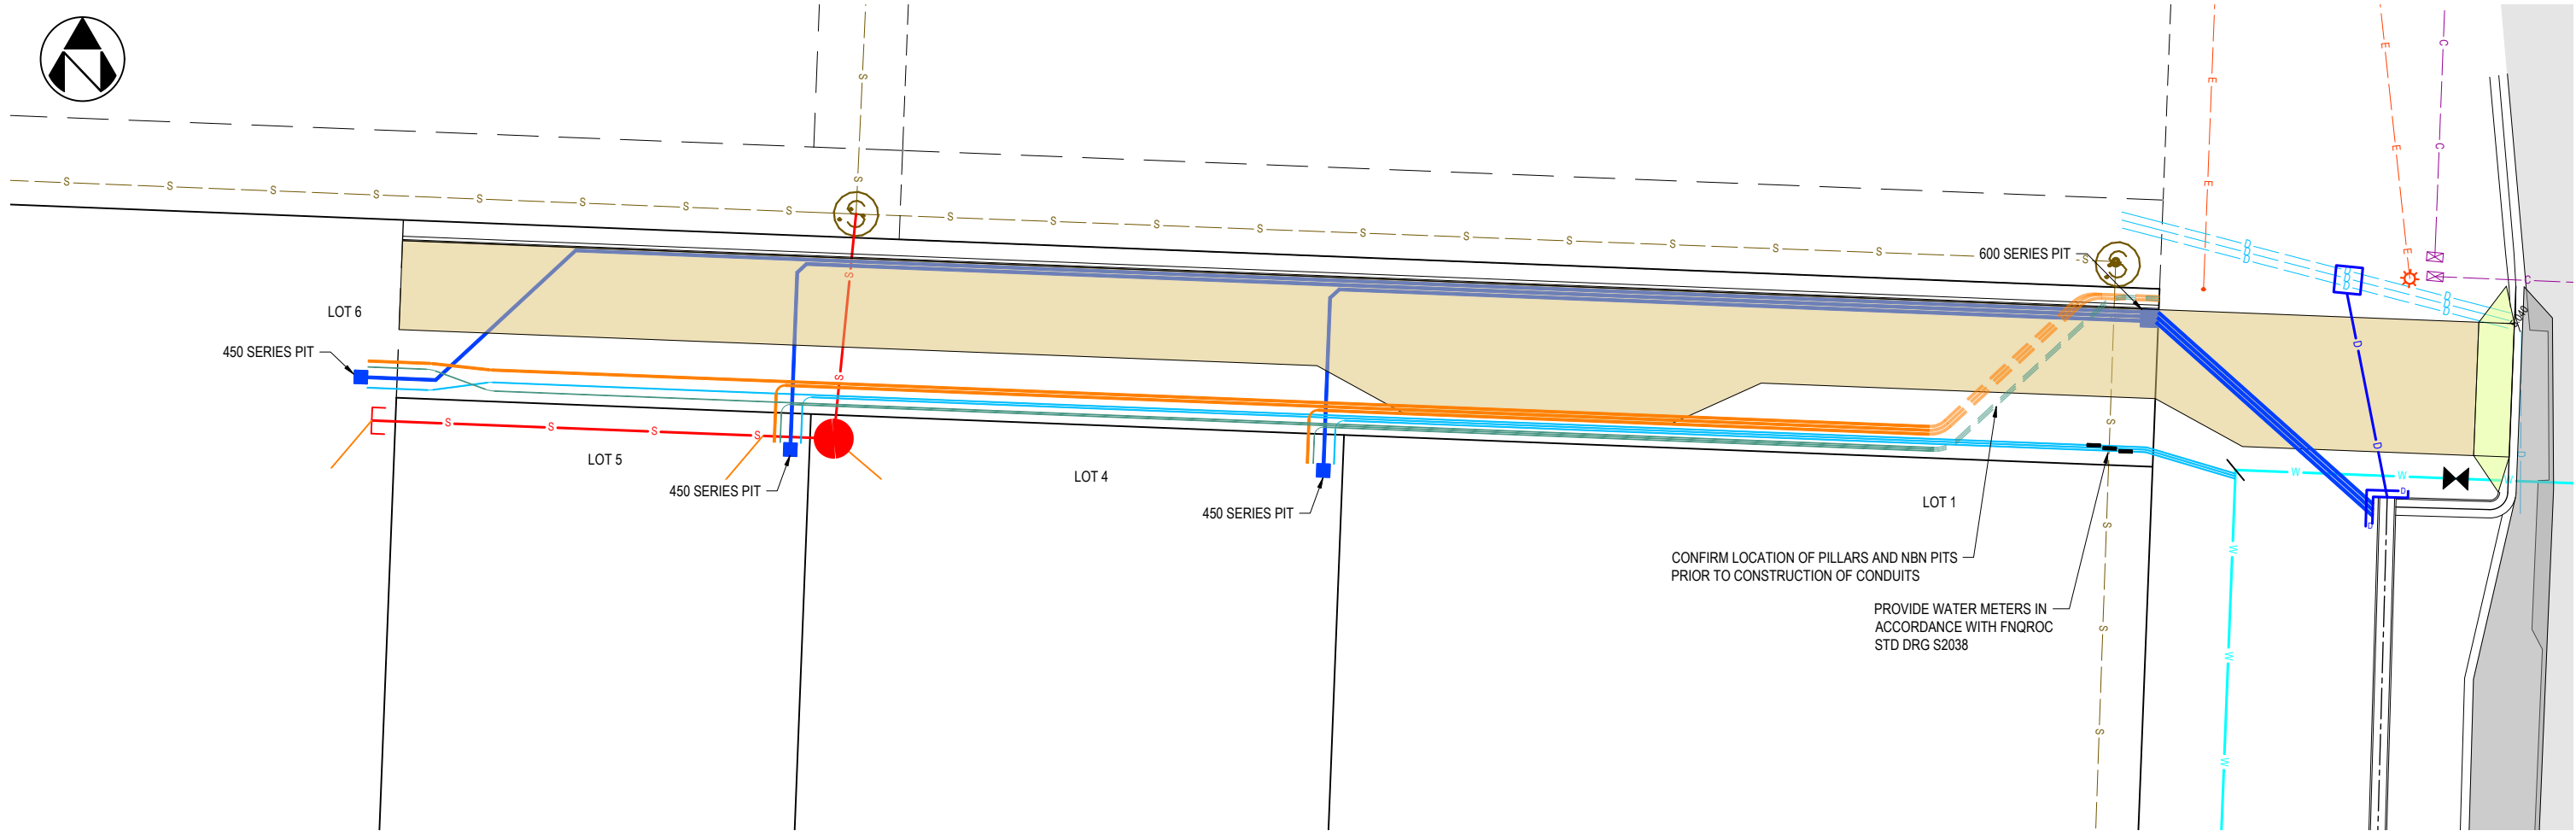 N
600 SERIES PIT
LOT 6
450 SERIES PIT
LOT 5
450 SERIES PIT
LOT 4
450 SERIES PIT
LOT 1
CONFIRM LOCATION OF PILLARS AND NBN PITS
PRIOR TO CONSTRUCTION OF CONDUITS
PROVIDE WATER METERS IN
ACCORDANCE WITH FNQROC
STD DRG S2038